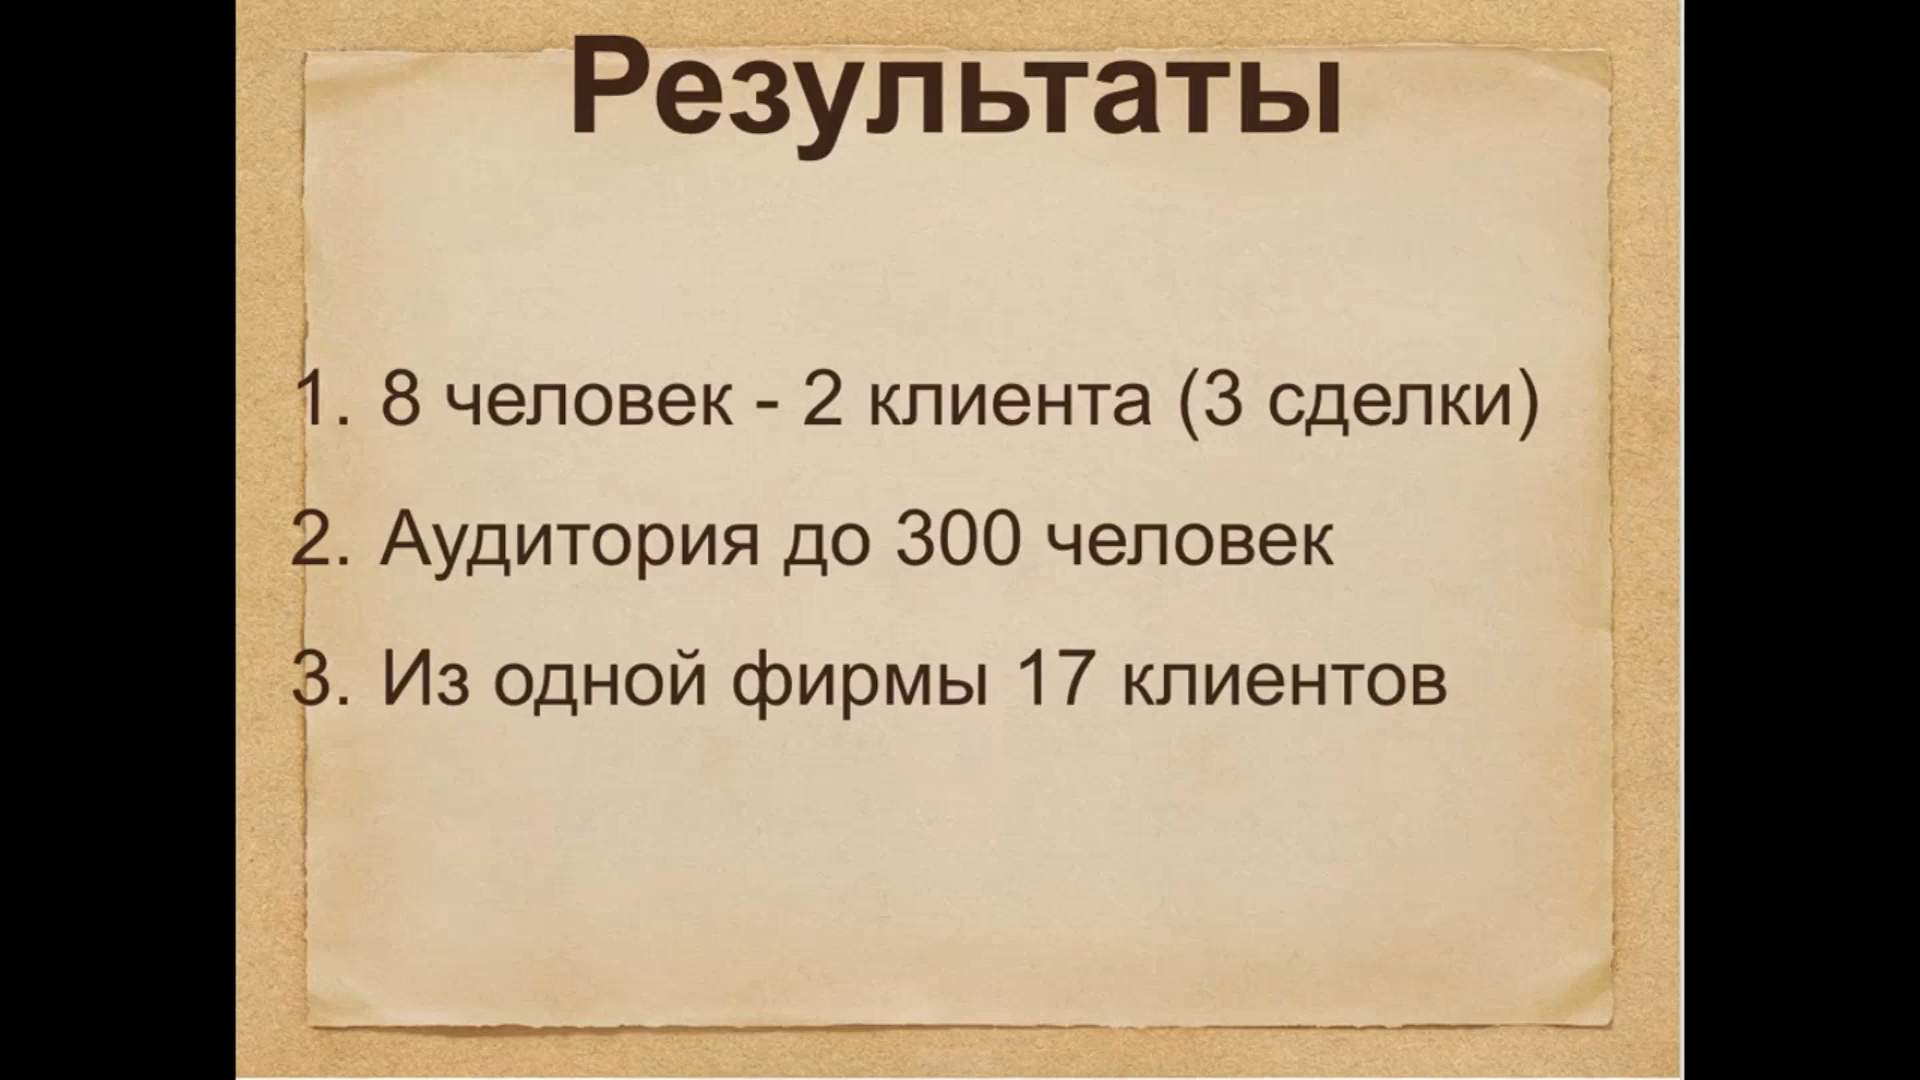 Результаты
1. 8 человек - 2 клиента (3 сделки)
2. Аудитория до 300 человек
3. Из одной фирмы 17 клиентов